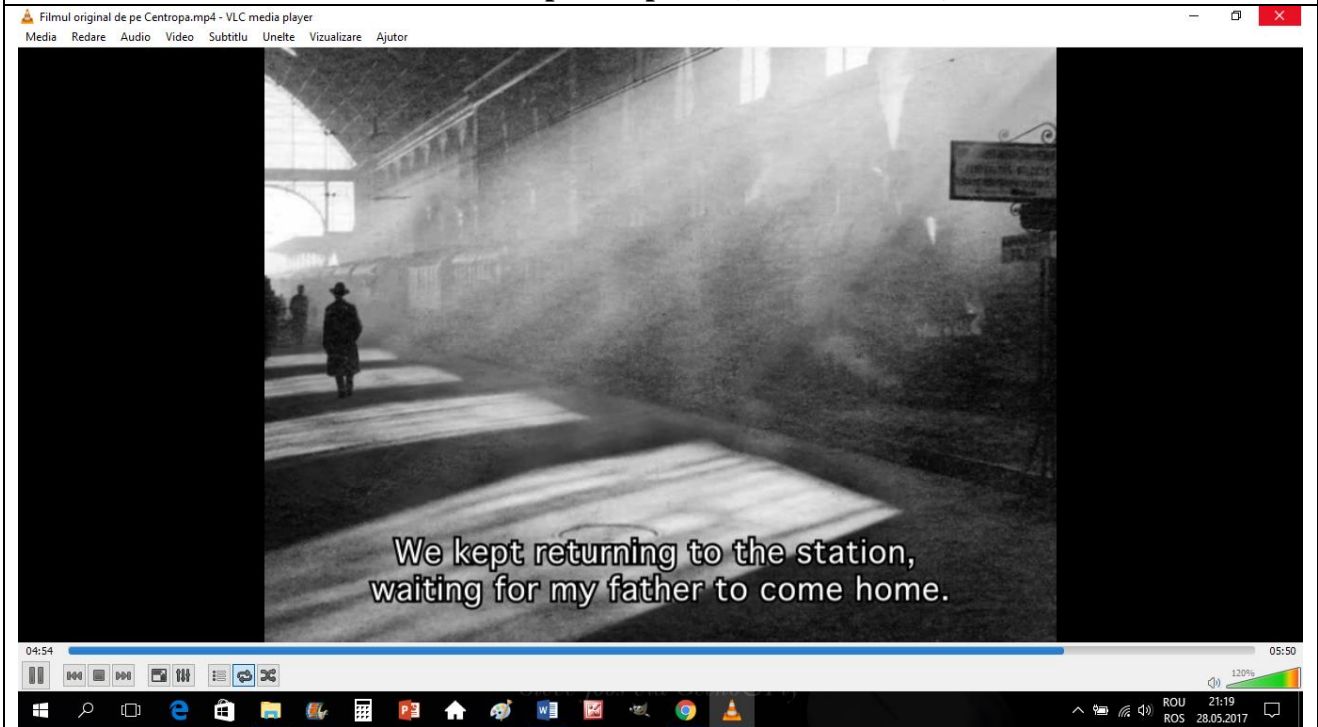 Filmul original de pe Centropa.mp4 - VLC media player
Media Redare Audio Video Subtitlu Unelte Vizualizare Ajutor
We kept returning to the station,
waiting for my father to come home.
04:54 05:50
120%
ROU 21:19
ROS 28.05.2017